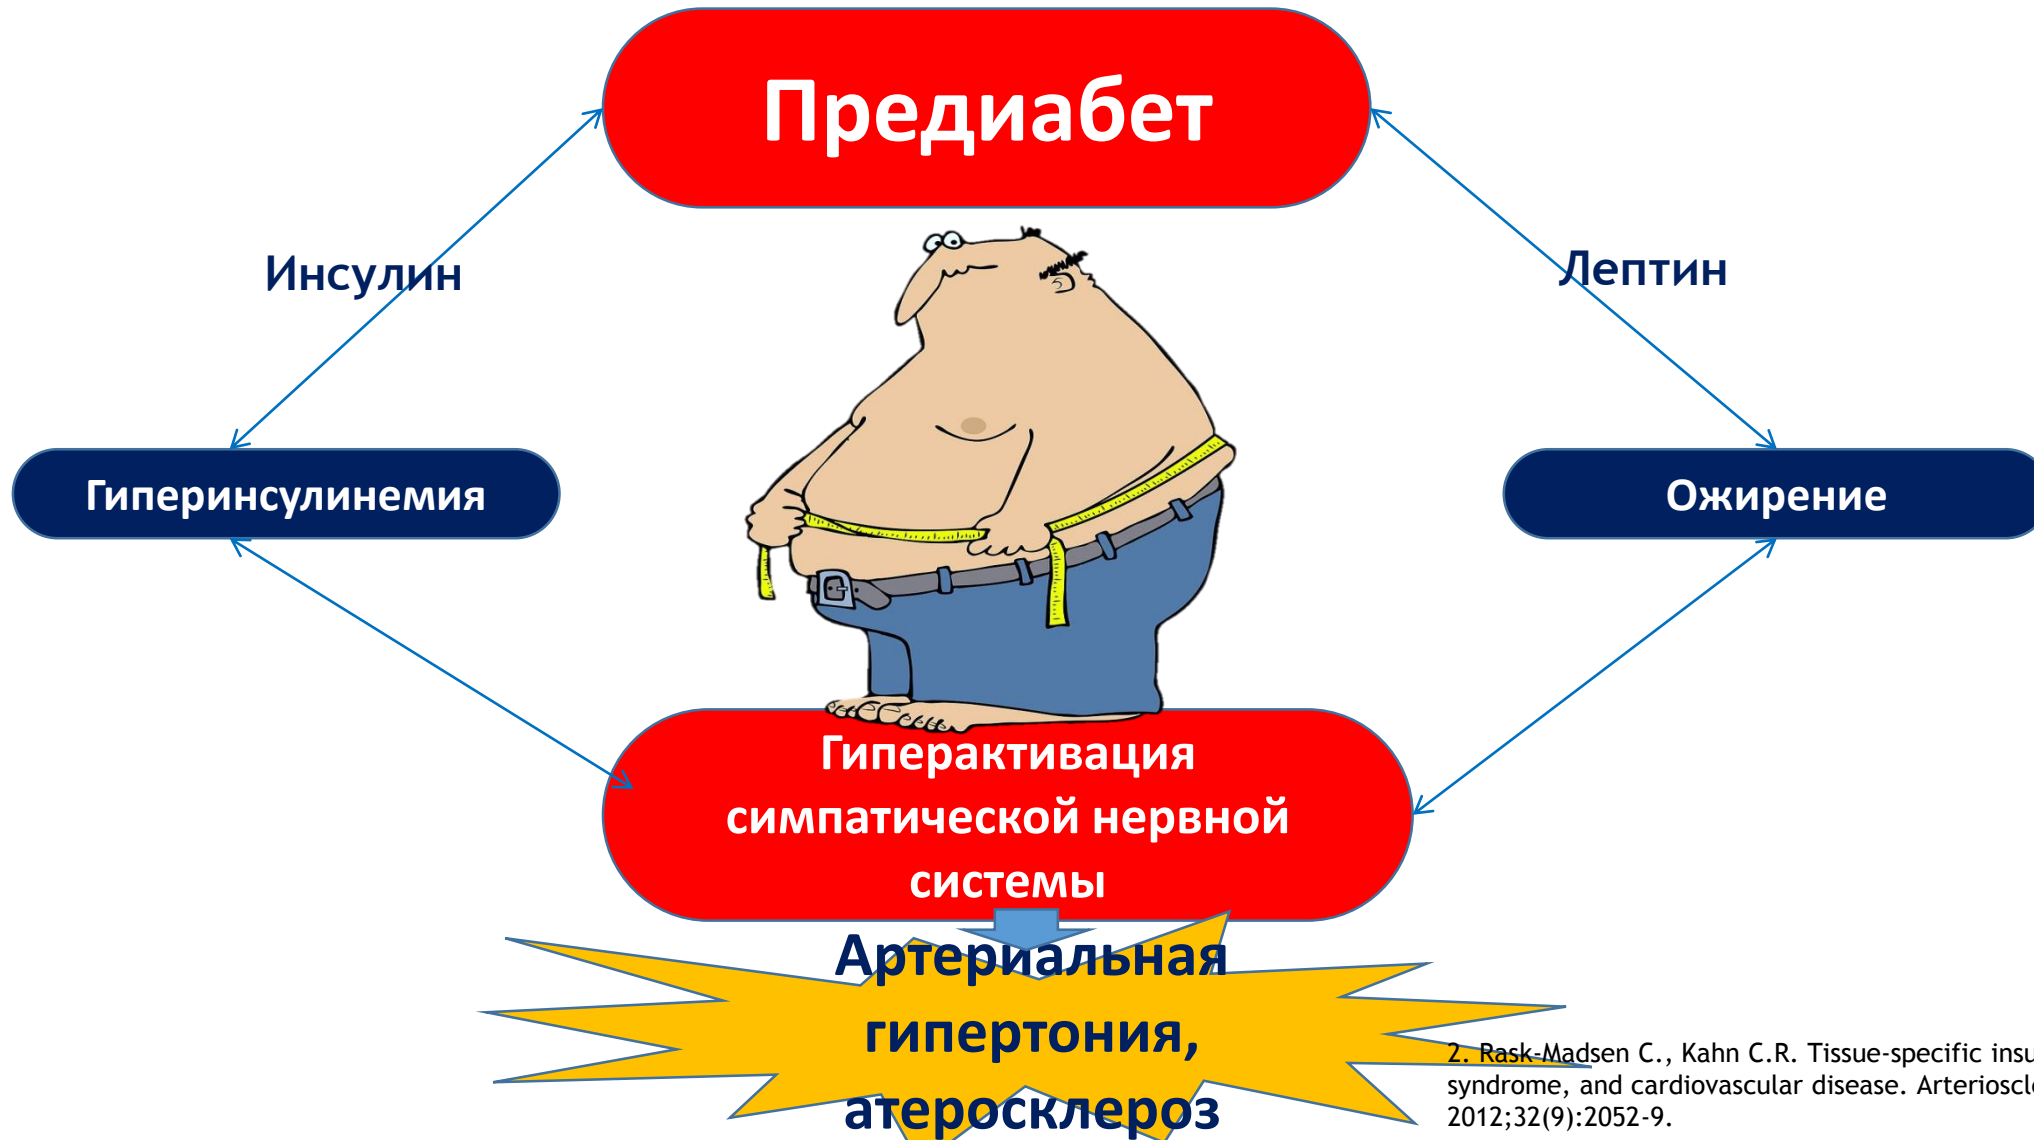 Предиабет
Инсулин
Лептин
Гиперинсулинемия
Ожирение
Гиперактивация
симпатической нервной
системы
Артериальная
гипертония,
атеросклероз
2. Rask-Madsen C., Kahn C.R. Tissue-specific insu
syndrome, and cardiovascular disease. Arterioscle
2012;32(9):2052-9.